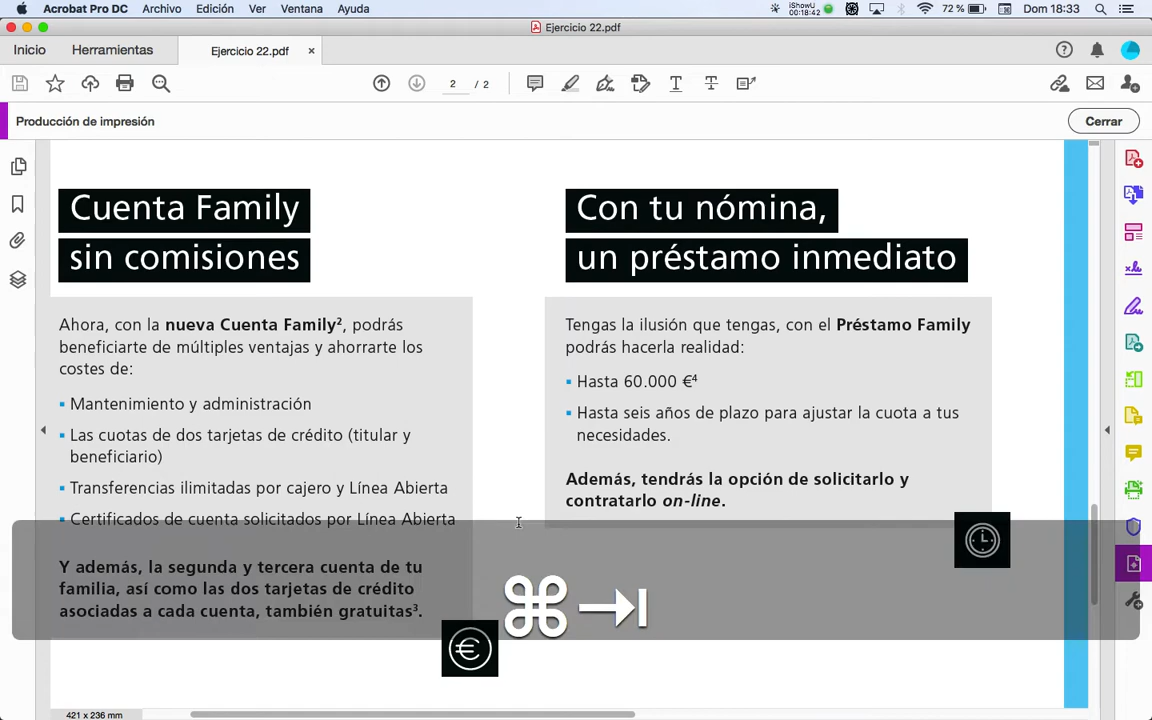 Acrobat Pro DC Archivo Edición Ver Ventana Ayuda
iShowU
00:18:42
72 % Dom 18:33
Ejercicio 22.pdf
Inicio Herramientas Ejercicio 22.pdf ×
2 / 2
Producción de impresión Cerrar
Cuenta Family
sin comisiones
Ahora, con la nueva Cuenta Family², podrás
beneficiarte de múltiples ventajas y ahorrarte los
costes de:
▪ Mantenimiento y administración
▪ Las cuotas de dos tarjetas de crédito (titular y
beneficiario)
▪ Transferencias ilimitadas por cajero y Línea Abierta
▪ Certificados de cuenta solicitados por Línea Abierta
Y además, la segunda y tercera cuenta de tu
familia, así como las dos tarjetas de crédito
asociadas a cada cuenta, también gratuitas³.
€
Con tu nómina,
un préstamo inmediato
Tengas la ilusión que tengas, con el Préstamo Family
podrás hacerla realidad:
▪ Hasta 60.000 €⁴
▪ Hasta seis años de plazo para ajustar la cuota a tus
necesidades.
Además, tendrás la opción de solicitarlo y
contratarlo on-line.
⌘⇥
421 x 236 mm